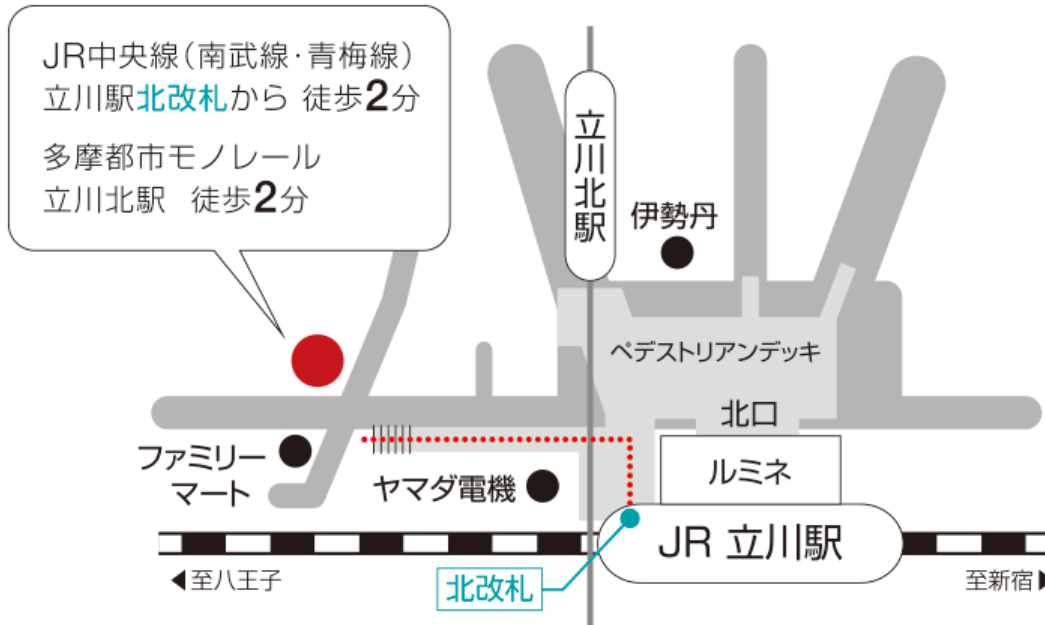 JR中央線(南武線・青梅線)
立川駅北改札から 徒歩2分
多摩都市モノレール
立川北駅 徒歩2分
立川北駅
伊勢丹
ペデストリアンデッキ
北口
ファミリー
マート
ヤマダ電機
ルミネ
JR 立川駅
◀至八王子
北改札
至新宿▶